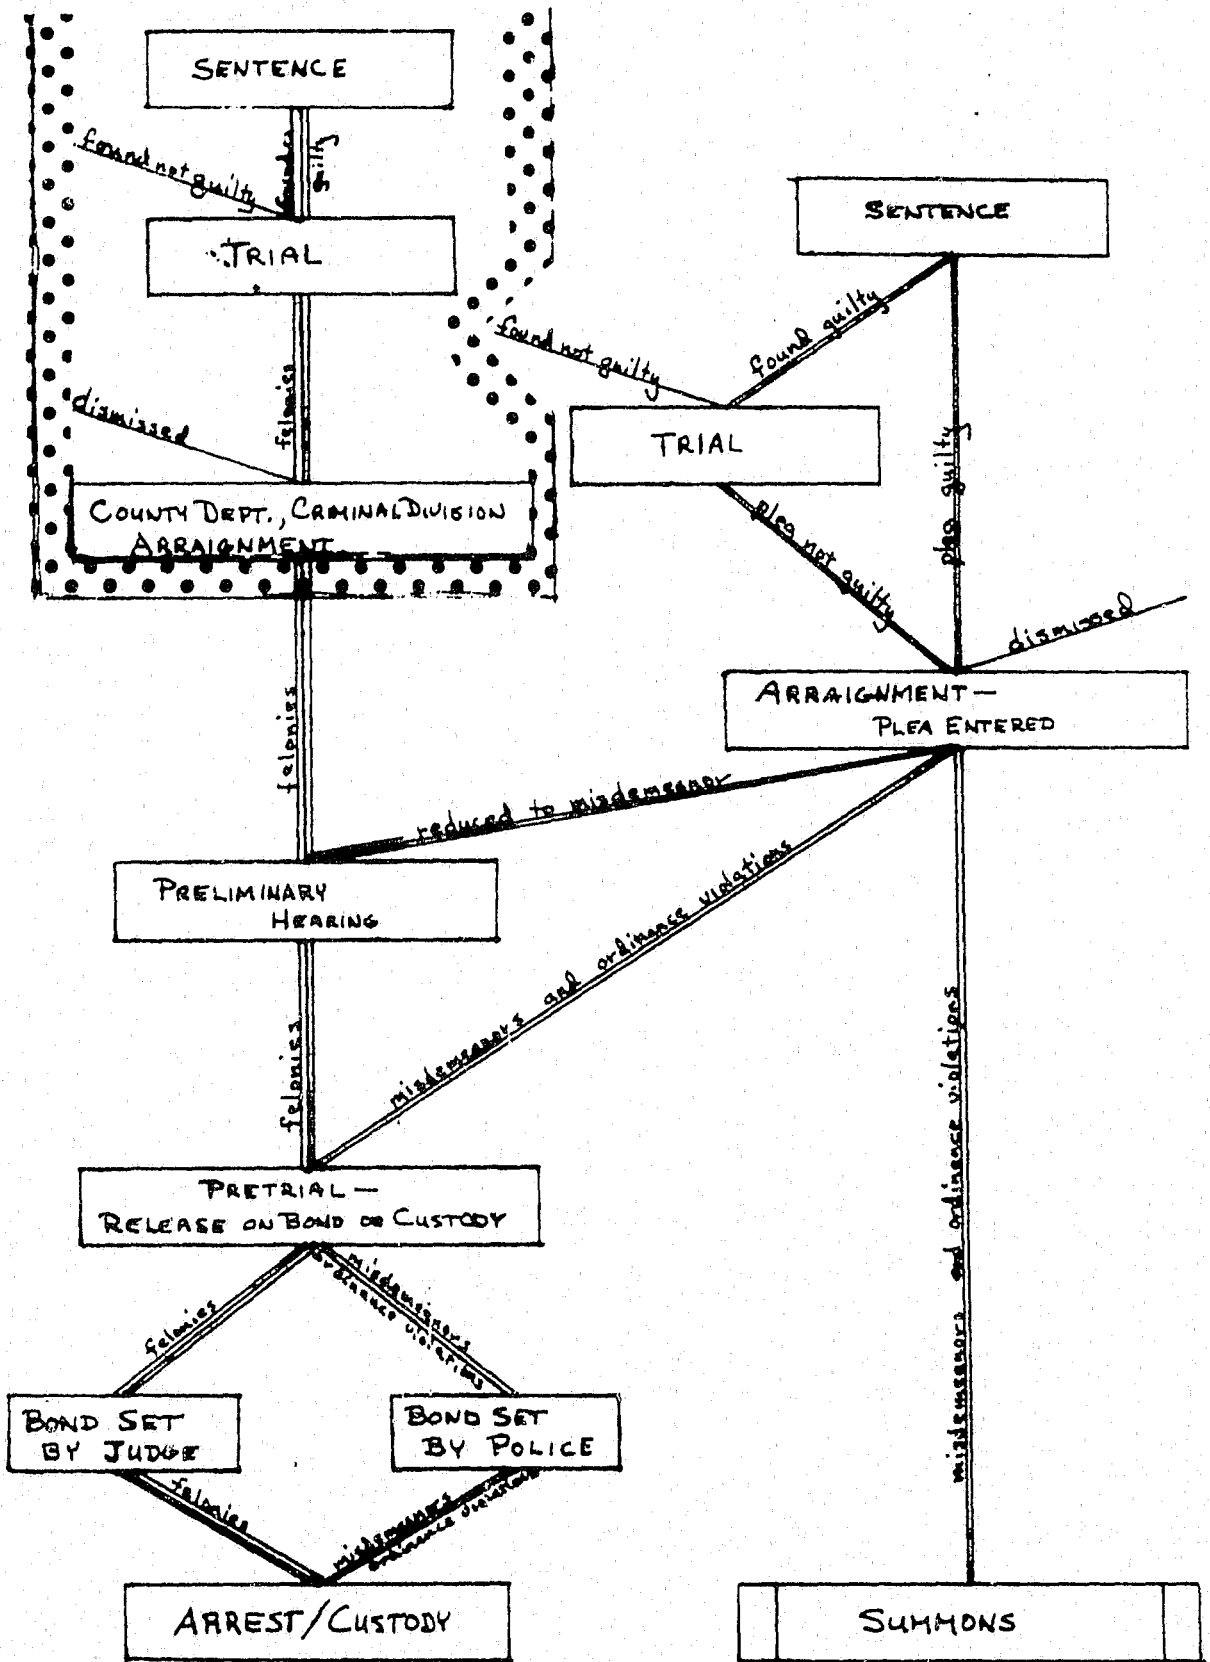 SENTENCE
found not guilty
guilty
TRIAL
SENTENCE
found not guilty
found guilty
felonies
dismissed
TRIAL
plea guilty
COUNTY DEPT., CRIMINAL DIVISION
ARRAIGNMENT
plea not guilty
dismissed
ARRAIGNMENT—
PLEA ENTERED
felonies
reduced to misdemeanor
PRELIMINARY
HEARING
misdemeanors and ordinance violations
felonies
misdemeanors and ordinance violations
PRETRIAL—
RELEASE ON BOND OR CUSTODY
felonies
misdemeanors
ordinance violations
BOND SET
BY JUDGE
BOND SET
BY POLICE
felonies
misdemeanors
ordinance violations
ARREST/CUSTODY
SUMMONS